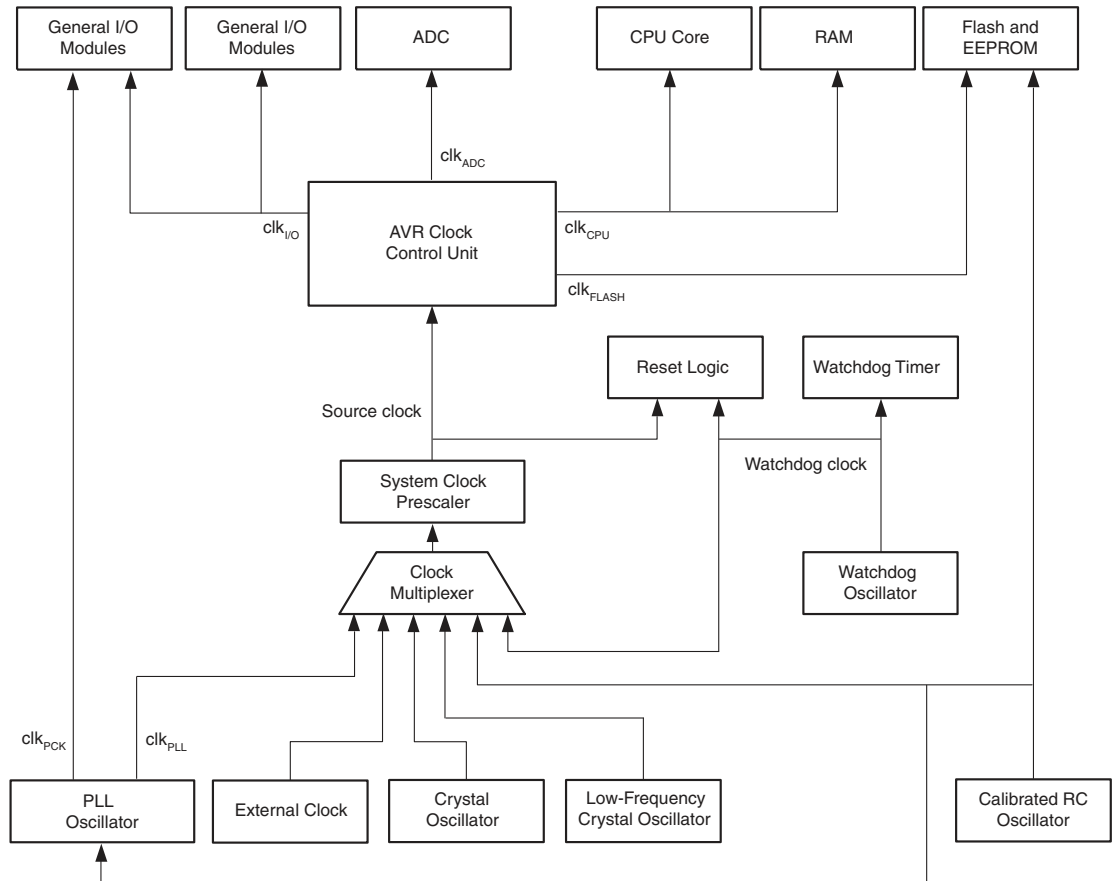 General I/O
Modules
General I/O
Modules
ADC
CPU Core
RAM
Flash and
EEPROM
clkADC
clkI/O
AVR Clock
Control Unit
clkCPU
clkFLASH
Reset Logic
Watchdog Timer
Source clock
Watchdog clock
System Clock
Prescaler
Clock
Multiplexer
Watchdog
Oscillator
clkPCK
clkPLL
PLL
Oscillator
External Clock
Crystal
Oscillator
Low-Frequency
Crystal Oscillator
Calibrated RC
Oscillator